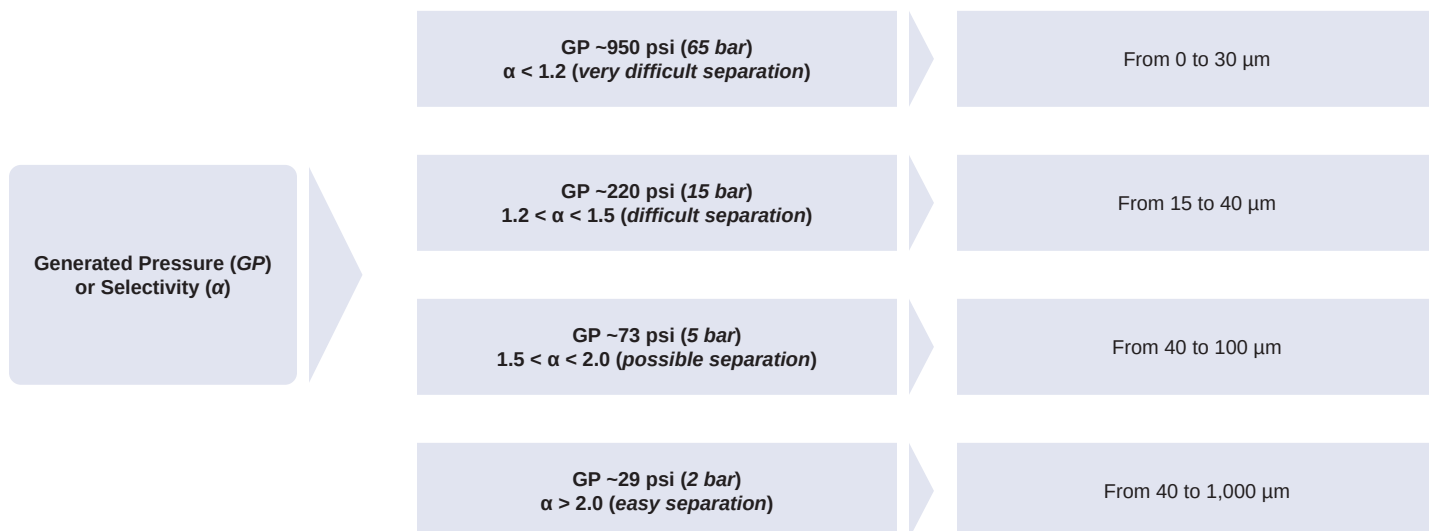 Generated Pressure (GP)
or Selectivity (α)
GP ~950 psi (65 bar)
α < 1.2 (very difficult separation)
From 0 to 30 µm
GP ~220 psi (15 bar)
1.2 < α < 1.5 (difficult separation)
From 15 to 40 µm
GP ~73 psi (5 bar)
1.5 < α < 2.0 (possible separation)
From 40 to 100 µm
GP ~29 psi (2 bar)
α > 2.0 (easy separation)
From 40 to 1,000 µm